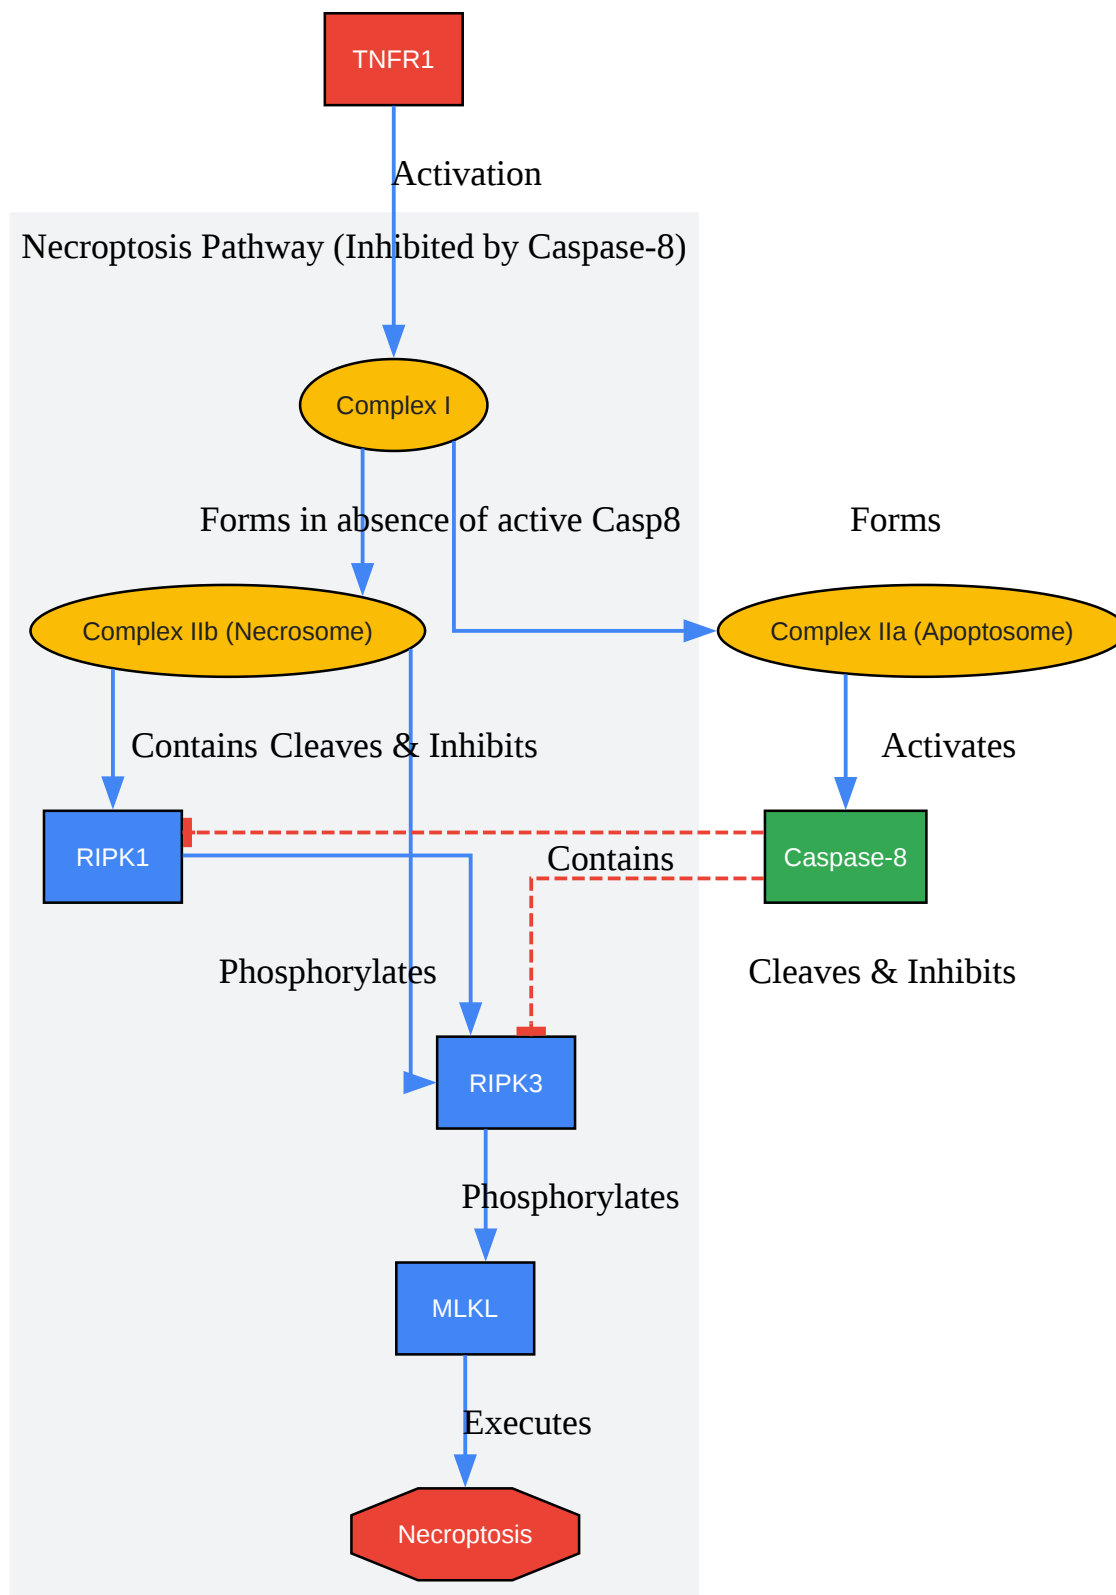 TNFR1
Activation
Necroptosis Pathway (Inhibited by Caspase-8)
Complex I
Forms in absence of active Casp8
Forms
Complex IIb (Necrosome)
Complex IIa (Apoptosome)
Contains
Cleaves & Inhibits
Activates
RIPK1
Contains
Caspase-8
Phosphorylates
Cleaves & Inhibits
RIPK3
Phosphorylates
MLKL
Executes
Necroptosis